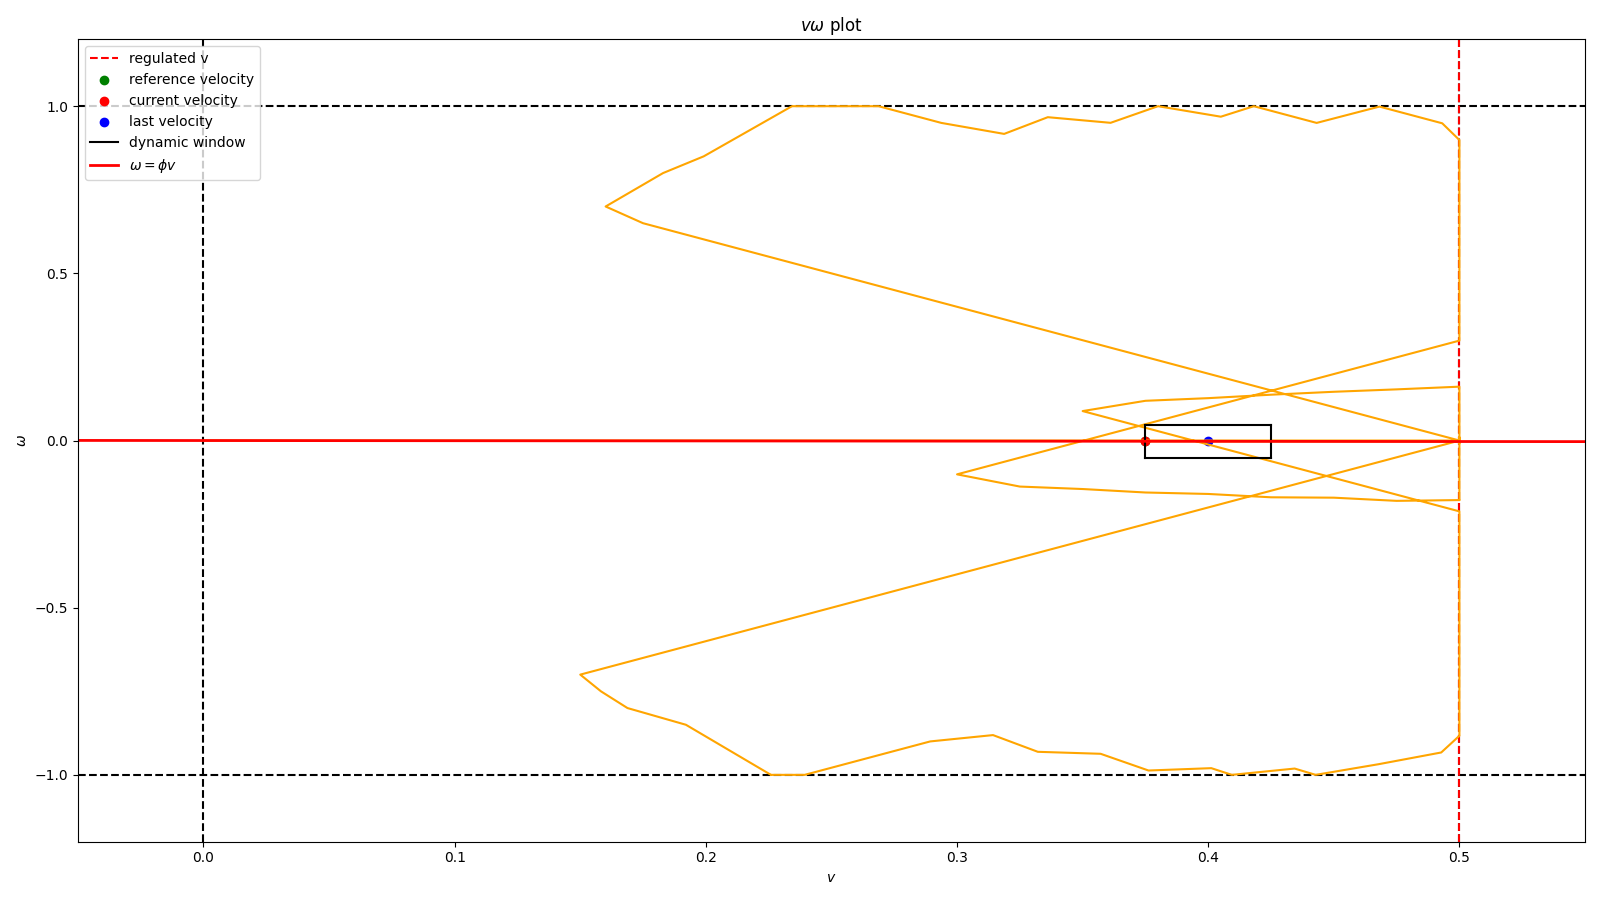 vω plot
regulated v
reference velocity
current velocity
last velocity
dynamic window
ω = ϕv
1.0
0.5
0.0
−0.5
−1.0
ω
0.0 0.1 0.2 0.3 0.4 0.5
v